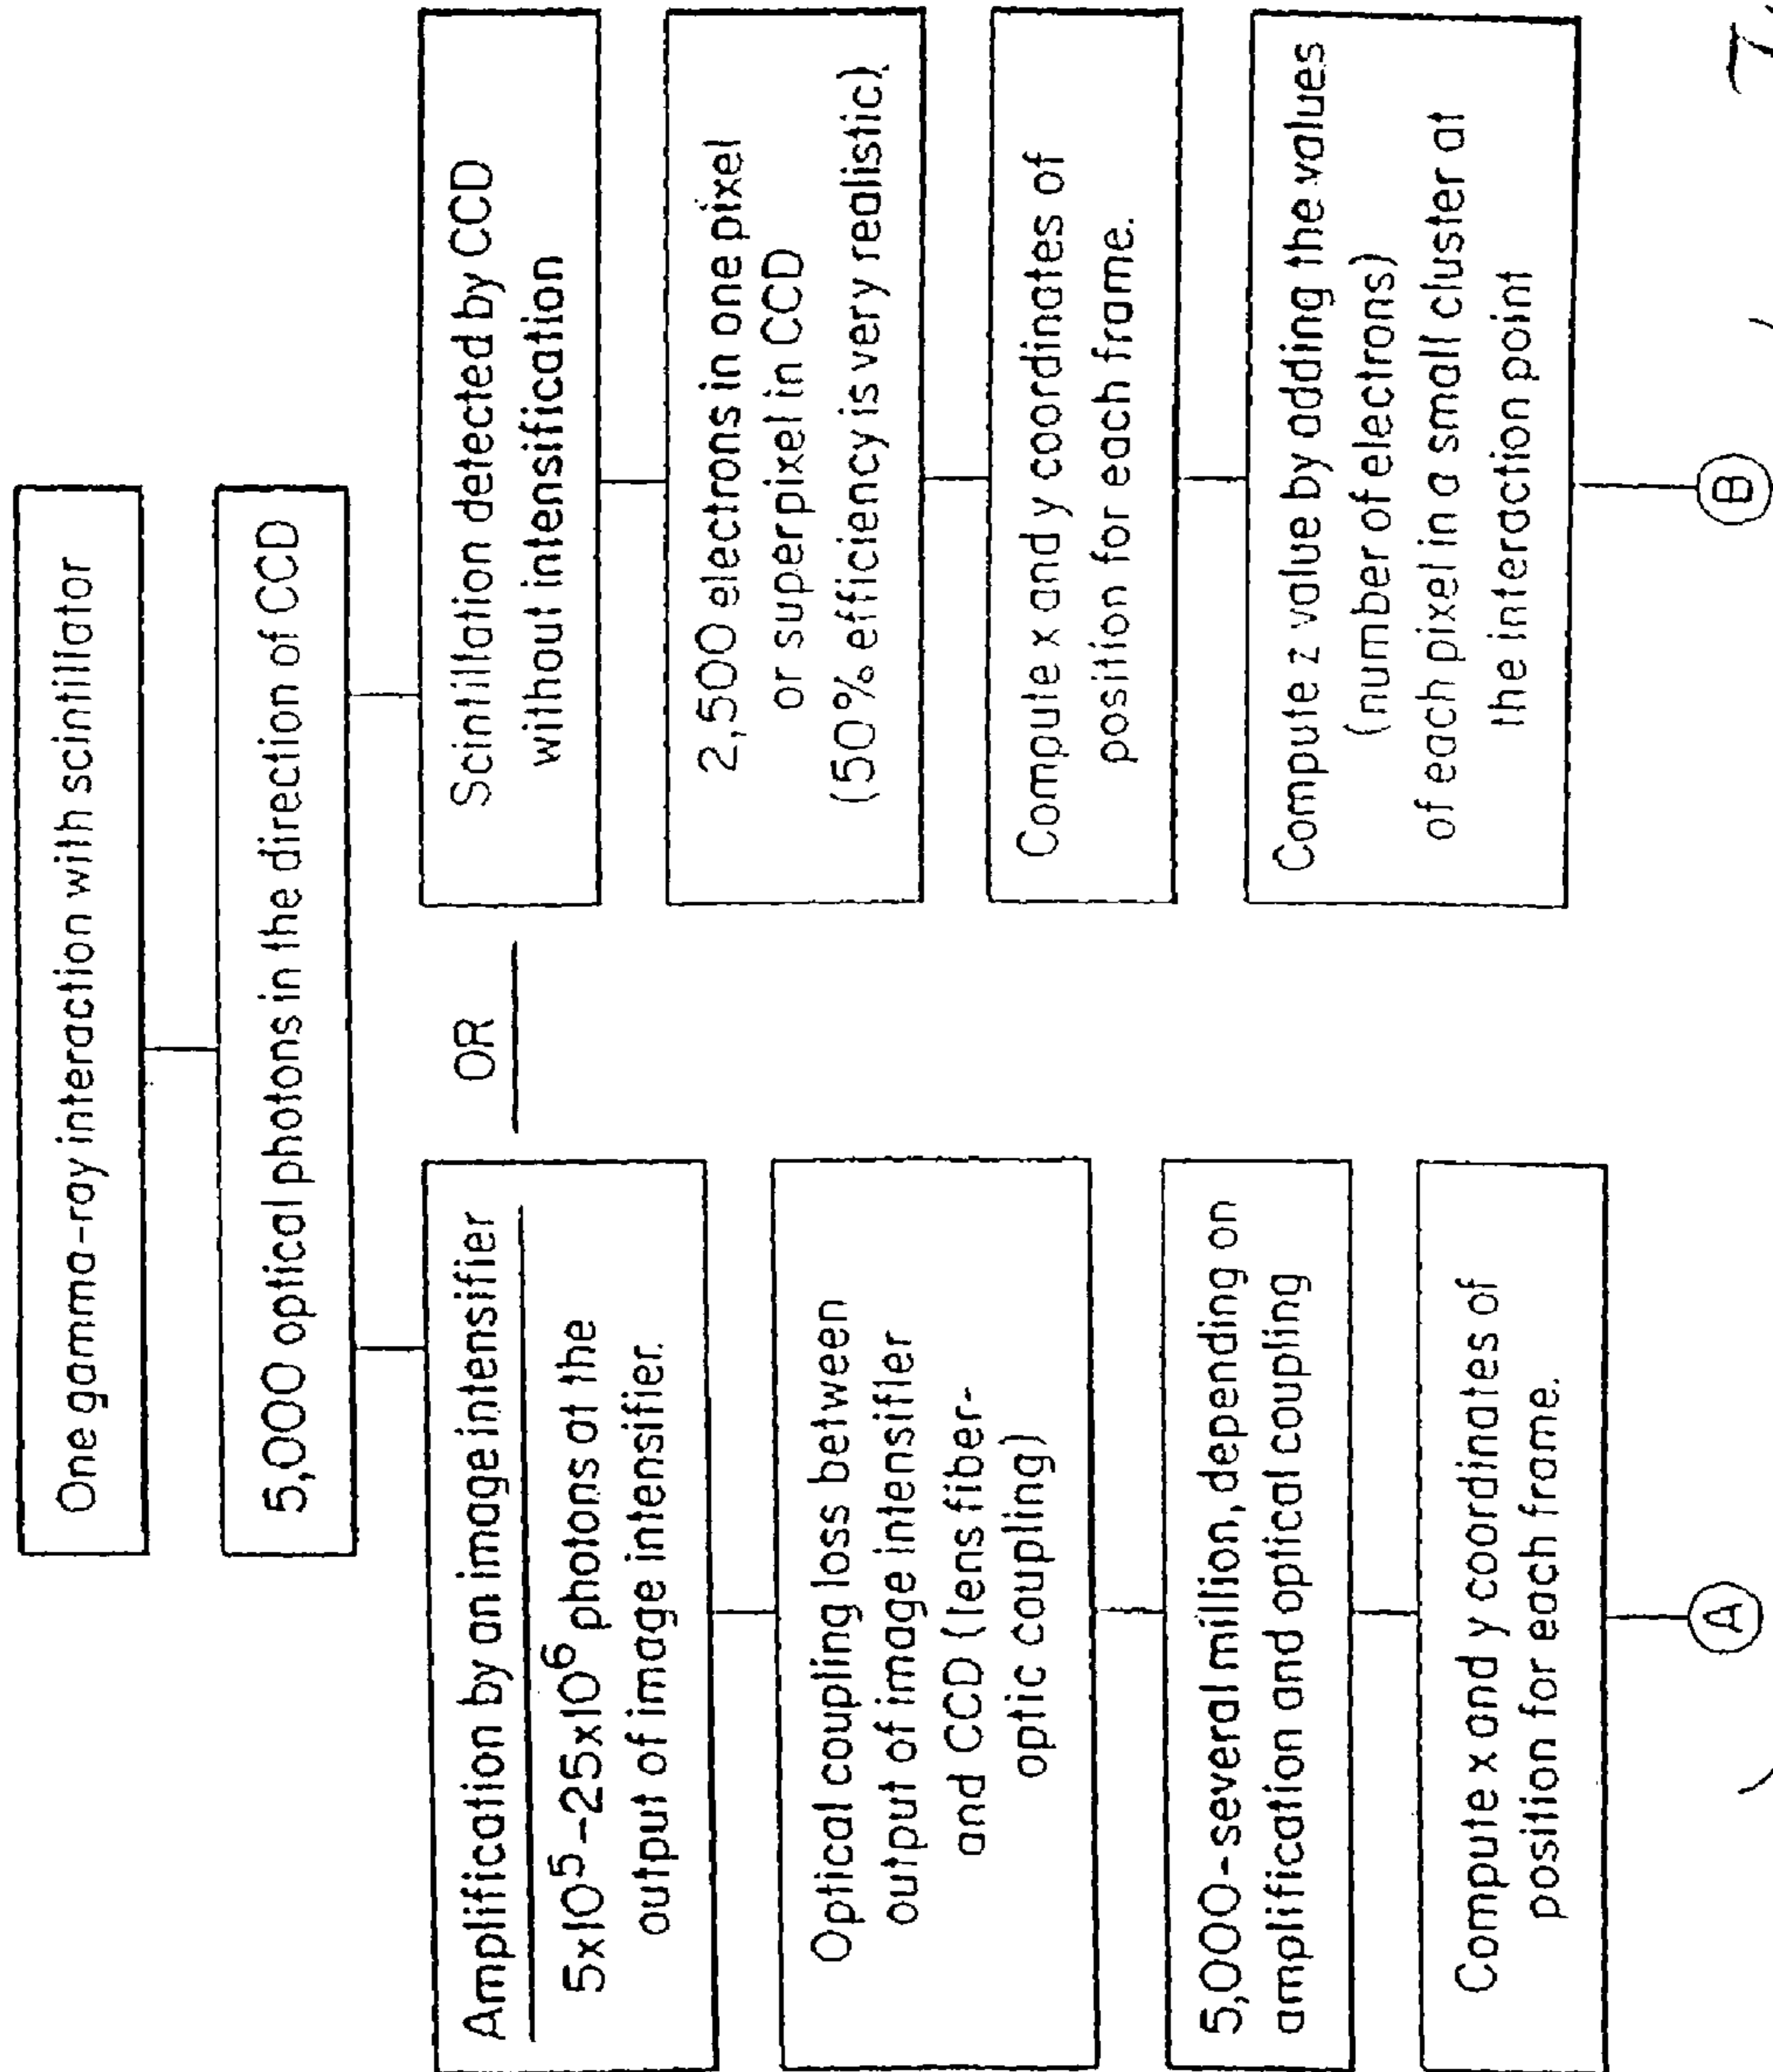 One gamma-ray interaction with scintillator
5,000 optical photons in the direction of CCD
Amplification by an image intensifier
5x10⁵-25x10⁶ photons at the
output of image intensifier.
Optical coupling loss between
output of image intensifier
and CCD (lens fiber-
optic coupling)
5,000-several million, depending on
amplification and optical coupling
Compute x and y coordinates of
position for each frame.
A
OR
Scintillation detected by CCD
without intensification
2,500 electrons in one pixel
or superpixel in CCD
(50% efficiency is very realistic)
Compute x and y coordinates of
position for each frame.
Compute z value by adding the values
(number of electrons)
of each pixel in a small cluster at
the interaction point
B